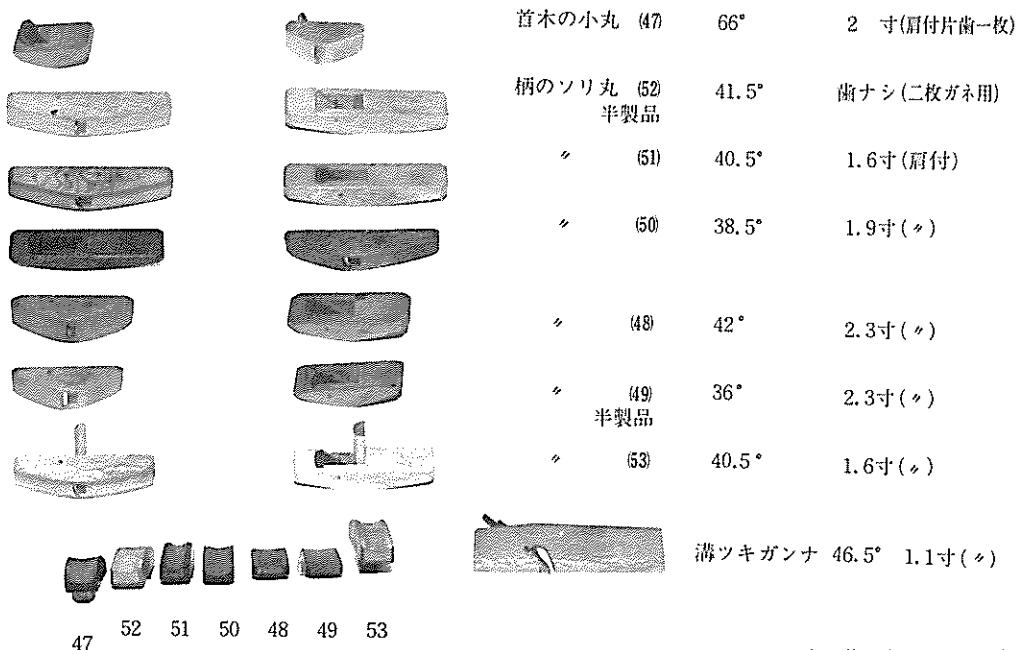 首木の小丸 (47) 66° 2 寸(肩付片歯一枚)
柄のソリ丸 (52) 41.5° 歯ナシ(二枚ガネ用)
半製品
〃 (51) 40.5° 1.6寸(肩付)
〃 (50) 38.5° 1.9寸(〃)
〃 (48) 42° 2.3寸(〃)
〃 (49) 36° 2.3寸(〃)
半製品
〃 (53) 40.5° 1.6寸(〃)
溝ツキガンナ 46.5° 1.1寸(〃)
47 52 51 50 48 49 53